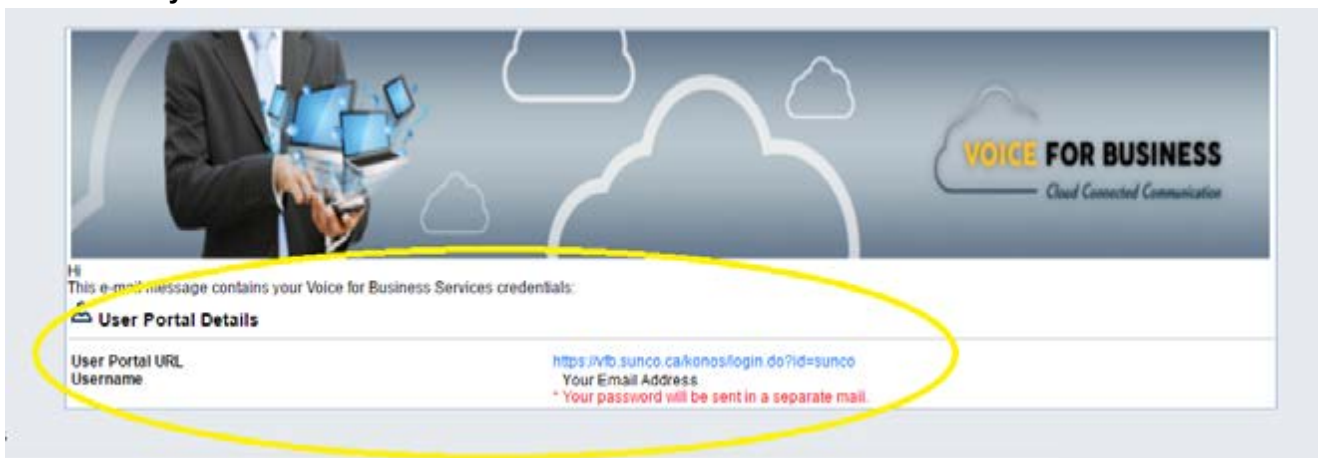 VOICE FOR BUSINESS
Cloud Connected Communication
Hi
This e-mail message contains your Voice for Business Services credentials:
User Portal Details
User Portal URL https://vfb.sunco.ca/konos/login.do?id=sunco
Username Your Email Address
* Your password will be sent in a separate mail.